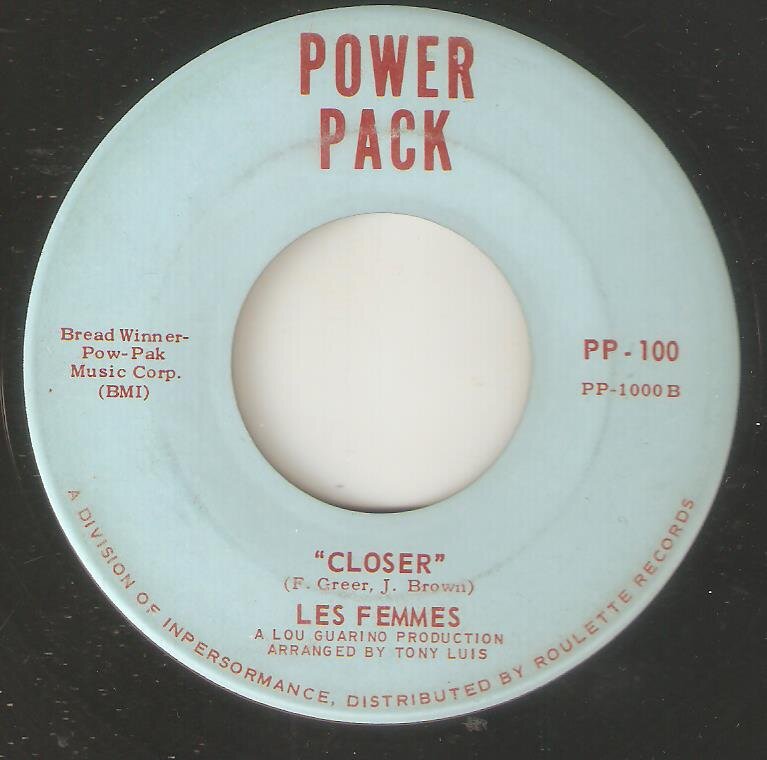 POWER
PACK
Bread Winner-
Pow-Pak
Music Corp.
(BMI)
PP-100
PP-1000 B
"CLOSER"
(F. Greer, J. Brown)
LES FEMMES
A LOU GUARINO PRODUCTION
ARRANGED BY TONY LUIS
A DIVISION OF INPERSORMANCE, DISTRIBUTED BY ROULETTE RECORDS